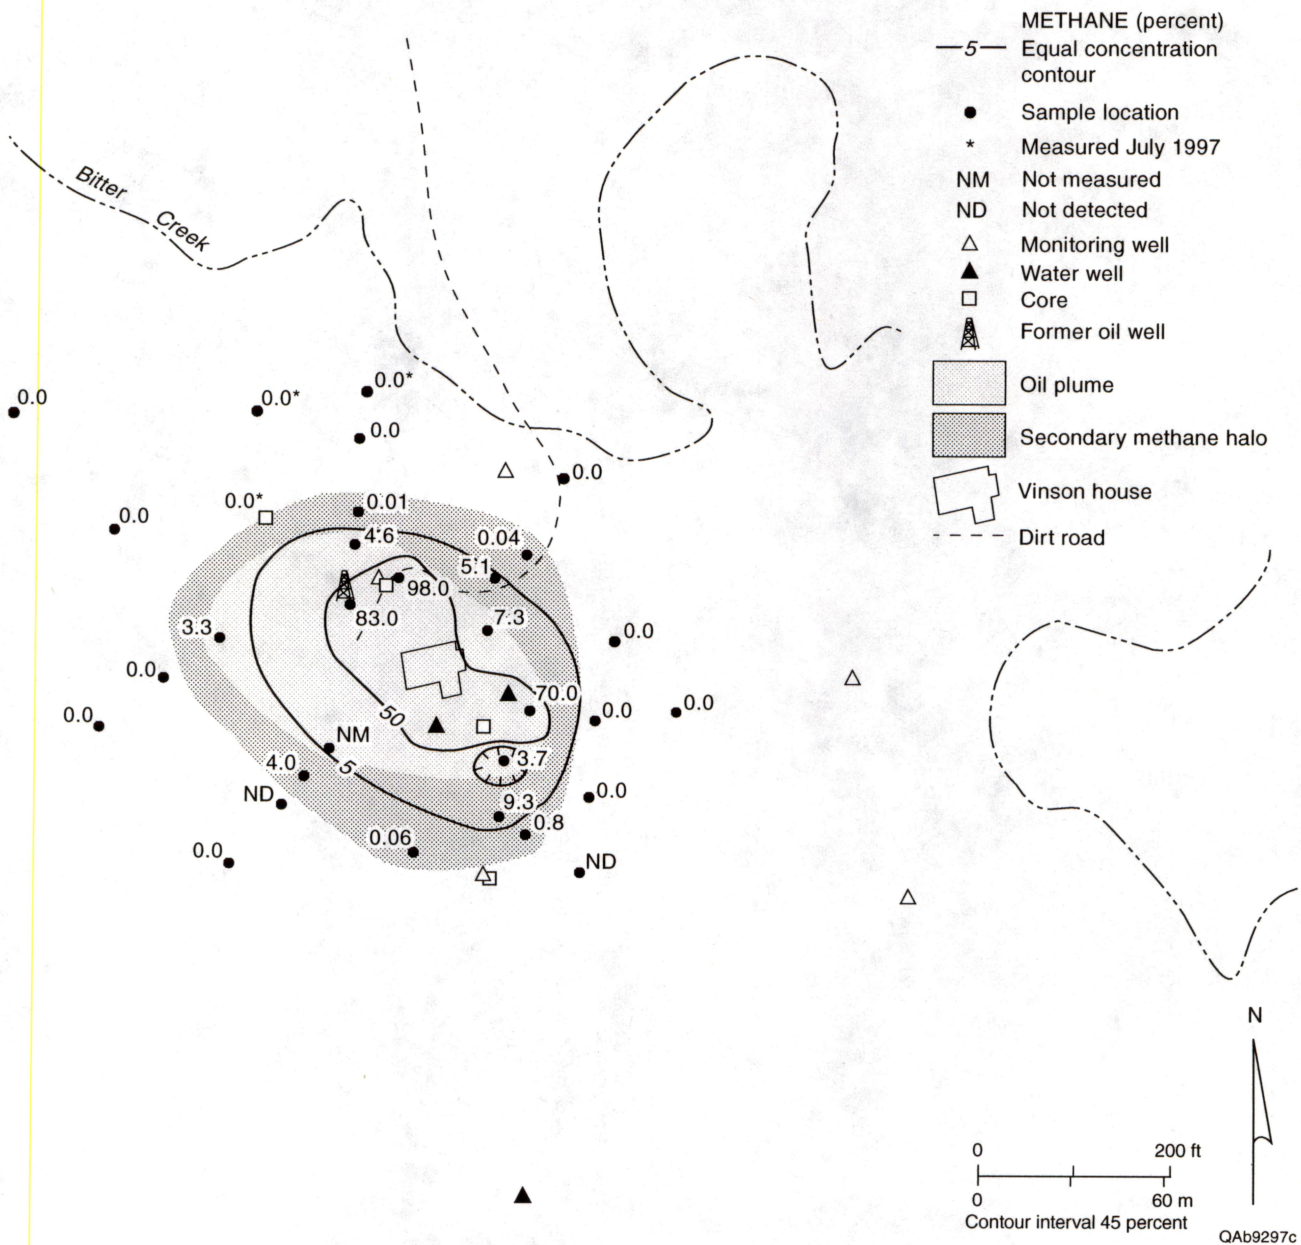 METHANE (percent)
5 Equal concentration
contour
Sample location
* Measured July 1997
NM Not measured
ND Not detected
Monitoring well
Water well
Core
Former oil well
Oil plume
Secondary methane halo
Vinson house
Dirt road
Bitter
Creek
0.0
0.0*
0.0*
0.0
0.0
0.0
0.0*
0.01
4.6
0.04
5.1
98.0
83.0
7.3
3.3
0.0
0.0
0.0
70.0
0.0
0.0
50
NM
5
4.0
3.7
ND
9.3
0.0
0.8
0.06
0.0
ND
N
0 200 ft
0 60 m
Contour interval 45 percent
QAb9297c